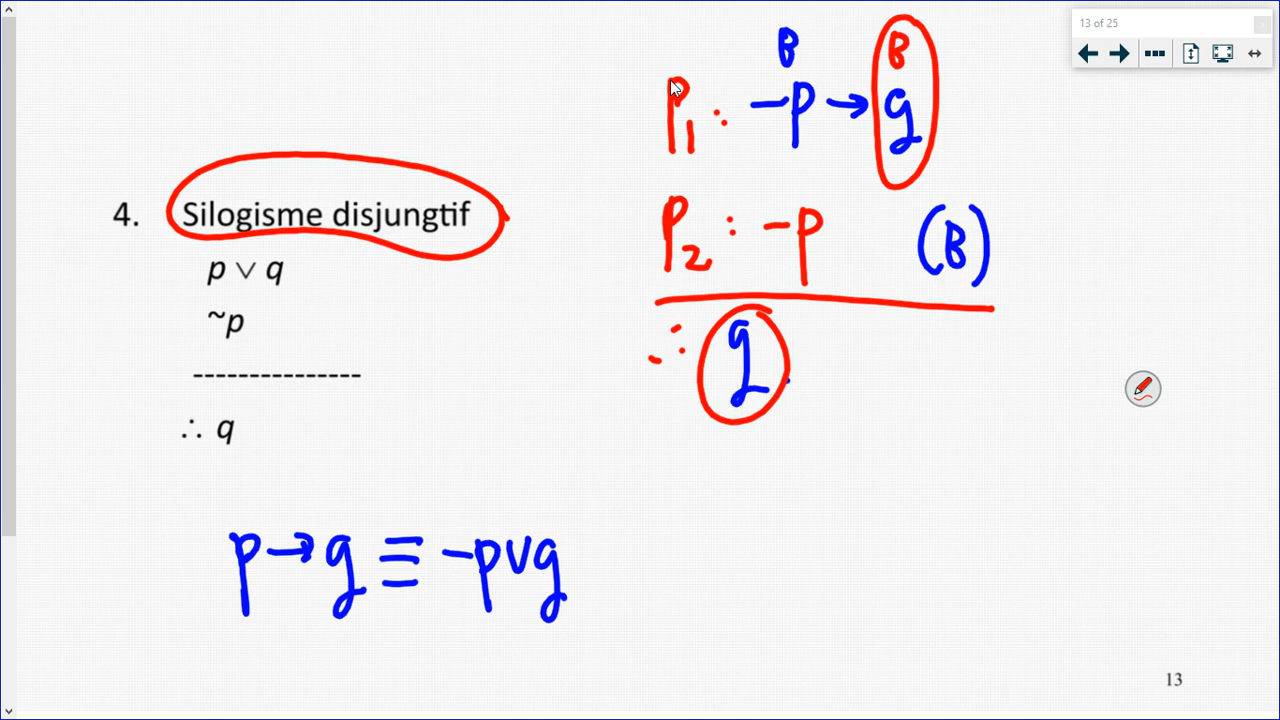 13 of 25
4. Silogisme disjungtif
p ∨ q
~p
---------------
∴ q
p → q ≡ -p ∨ q
B B
P1 : -p → q
P2 : -p (B)
∴ q
13